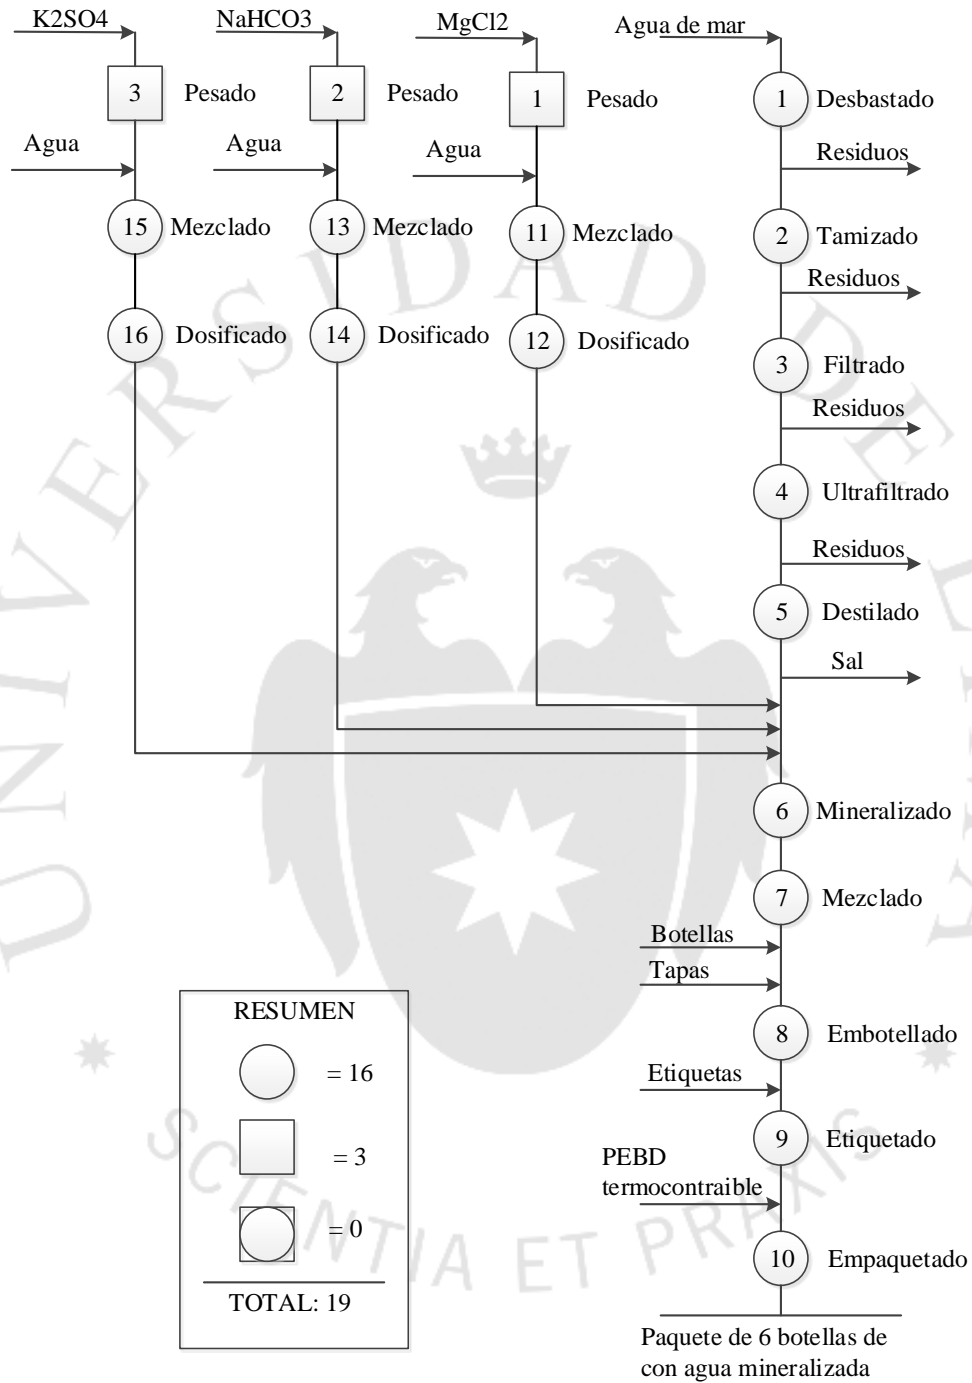 K2SO4
NaHCO3
MgCl2
Agua de mar
3
Pesado
2
Pesado
1
Pesado
1
Desbastado
Agua
Agua
Agua
Residuos
15
Mezclado
13
Mezclado
11
Mezclado
2
Tamizado
Residuos
16
Dosificado
14
Dosificado
12
Dosificado
3
Filtrado
Residuos
4
Ultrafiltrado
Residuos
5
Destilado
Sal
6
Mineralizado
7
Mezclado
Botellas
Tapas
8
Embotellado
Etiquetas
9
Etiquetado
PEBD
termocontraible
10
Empaquetado
Paquete de 6 botellas de
con agua mineralizada
RESUMEN
= 16
= 3
= 0
TOTAL: 19
UNIVERSIDAD DE LIMA
SCIENTIA ET PRAXIS